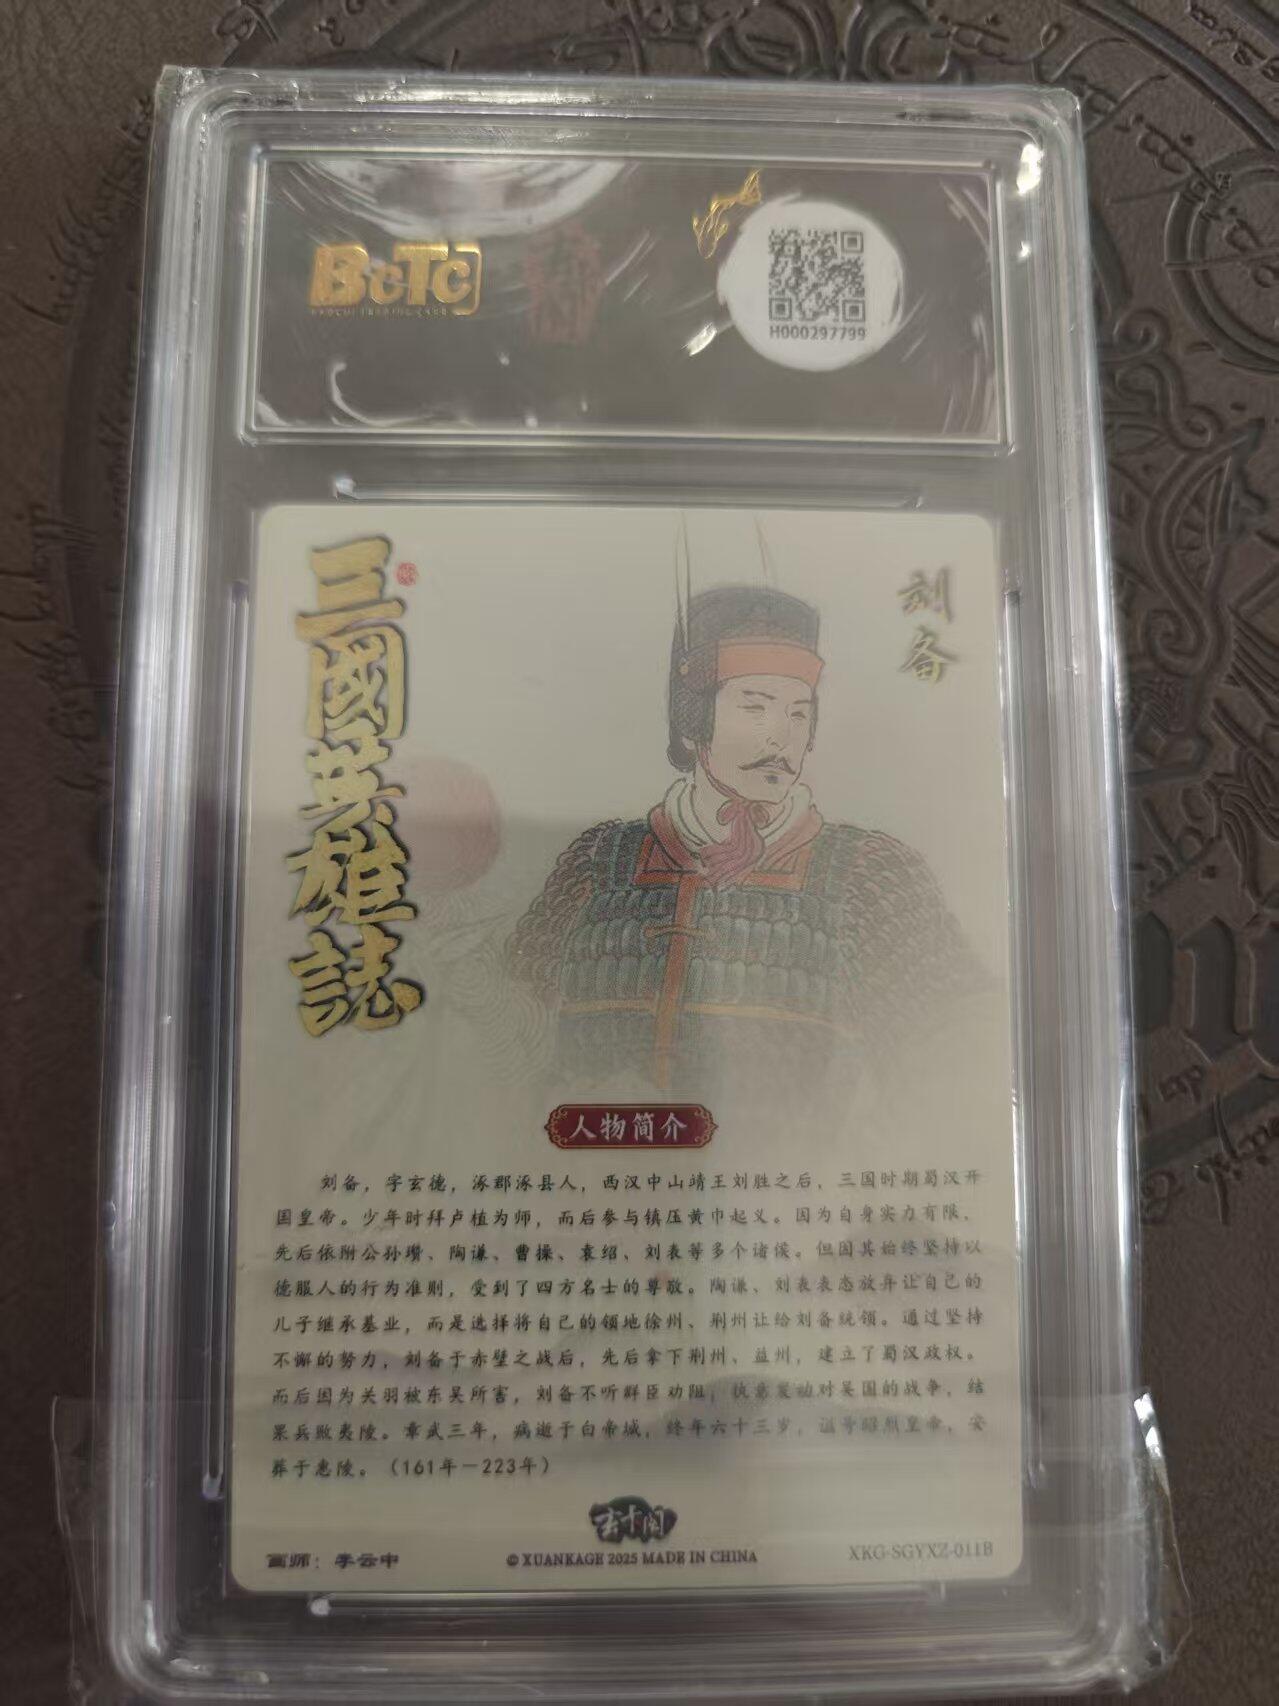 BCTC
H000297799
三國英雄誌
刘备
人物简介
刘备，字玄德，涿郡涿县人，西汉中山靖王刘胜之后，三国时期蜀汉开
国皇帝。少年时拜卢植为师，而后参与镇压黄巾起义。因为自身实力有限，
先后依附公孙瓒、陶谦、曹操、袁绍、刘表等多个诸侯。但因其始终坚持以
德服人的行为准则，受到了四方名士的尊敬。陶谦、刘表表态放弃让自己的
儿子继承基业，而是选择将自己的领地徐州、荆州让给刘备统领。通过坚持
不懈的努力，刘备于赤壁之战后，先后拿下荆州、益州，建立了蜀汉政权。
而后因为关羽被东吴所害，刘备不听群臣劝阻，执意发动对吴国的战争，结
果兵败夷陵。章武三年，病逝于白帝城，终年六十三岁，谥号昭烈皇帝，安
葬于惠陵。（161年－223年）
玄卡阁
画师：李云中
© XUANKAGE 2025 MADE IN CHINA
XKG-SGYXZ-011B